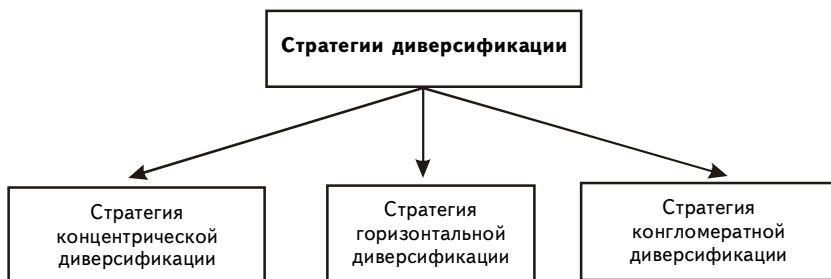 Стратегии диверсификации
Стратегия
концентрической
диверсификации
Стратегия
горизонтальной
диверсификации
Стратегия
конгломератной
диверсификации